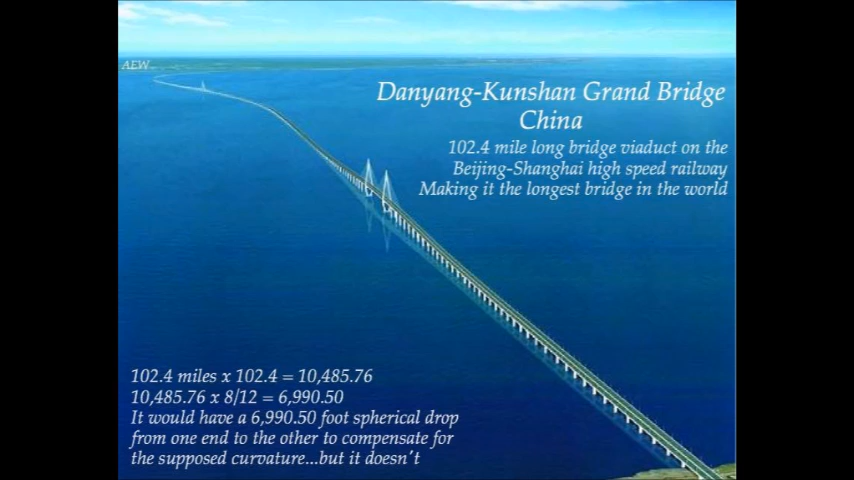 AEW
Danyang-Kunshan Grand Bridge
China
102.4 mile long bridge viaduct on the
Beijing-Shanghai high speed railway
Making it the longest bridge in the world
102.4 miles x 102.4 = 10,485.76
10,485.76 x 8/12 = 6,990.50
It would have a 6,990.50 foot spherical drop
from one end to the other to compensate for
the supposed curvature...but it doesn't